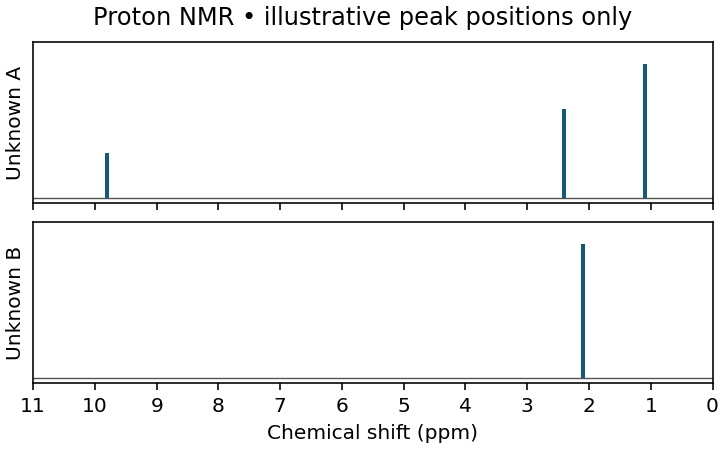 Proton NMR • illustrative peak positions only
Unknown A
Unknown B
11 10 9 8 7 6 5 4 3 2 1 0
Chemical shift (ppm)